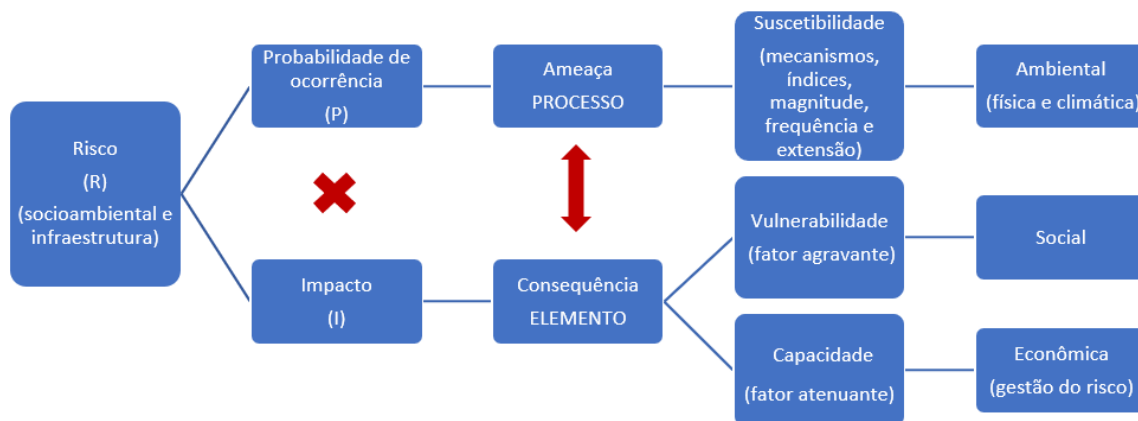 Risco
(R)
(socioambiental e
infraestrutura)
Probabilidade de
ocorrência
(P)
Ameaça
PROCESSO
Suscetibilidade
(mecanismos,
índices,
magnitude,
frequência e
extensão)
Ambiental
(física e climática)
Impacto
(I)
Consequência
ELEMENTO
Vulnerabilidade
(fator agravante)
Social
Capacidade
(fator atenuante)
Econômica
(gestão do risco)